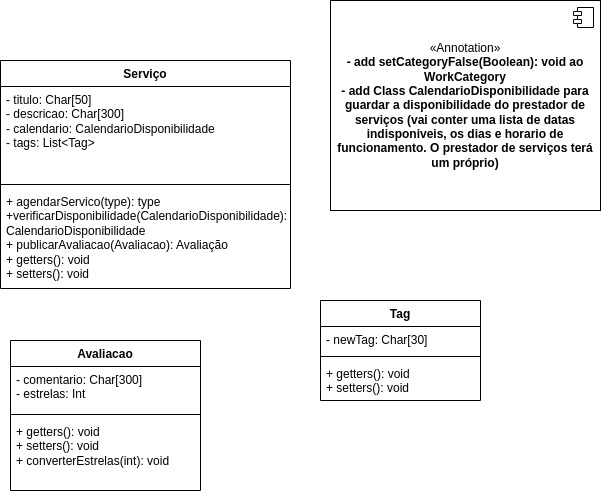 «Annotation»
- add setCategoryFalse(Boolean): void ao
WorkCategory
- add Class CalendarioDisponibilidade para
guardar a disponibilidade do prestador de
serviços (vai conter uma lista de datas
indisponiveis, os dias e horario de
funcionamento. O prestador de serviços terá
um próprio)
Serviço
- titulo: Char[50]
- descricao: Char[300]
- calendario: CalendarioDisponibilidade
- tags: List<Tag>
+ agendarServico(type): type
+verificarDisponibilidade(CalendarioDisponibilidade):
CalendarioDisponibilidade
+ publicarAvaliacao(Avaliacao): Avaliação
+ getters(): void
+ setters(): void
Tag
- newTag: Char[30]
+ getters(): void
+ setters(): void
Avaliacao
- comentario: Char[300]
- estrelas: Int
+ getters(): void
+ setters(): void
+ converterEstrelas(int): void